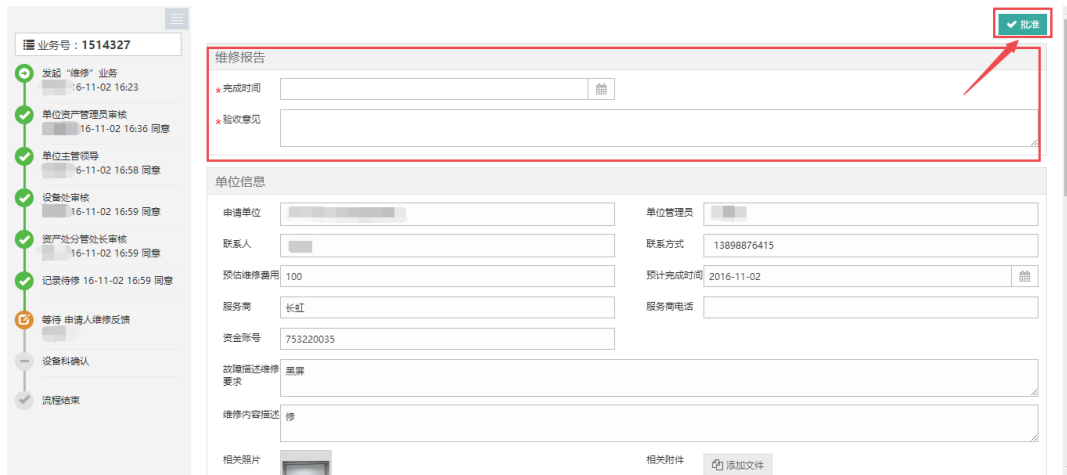 业务号：1514327
发起“维修”业务
6-11-02 16:23
单位资产管理员审核
16-11-02 16:36 同意
单位主管领导
6-11-02 16:58 同意
设备处审核
16-11-02 16:59 同意
资产处分管处长审核
16-11-02 16:59 同意
记录待修 16-11-02 16:59 同意
等待 申请人维修反馈
设备科确认
流程结束
批准
维修报告
*完成时间
*验收意见
单位信息
申请单位
单位管理员
联系人
联系方式 13898876415
预估维修费用 100
预计完成时间 2016-11-02
服务商 长虹
服务商电话
资金账号 753220035
故障描述维修 黑屏
要求
维修内容描述 修
相关照片
相关附件 添加文件